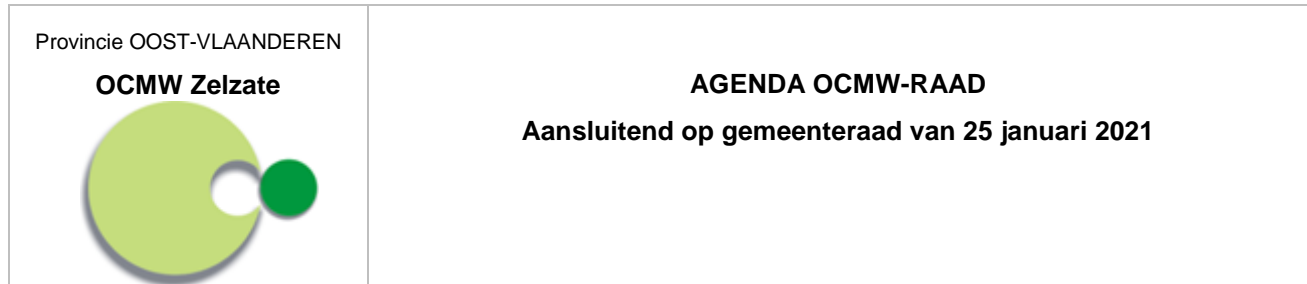 Provincie OOST-VLAANDEREN
OCMW Zelzate
AGENDA OCMW-RAAD
Aansluitend op gemeenteraad van 25 januari 2021